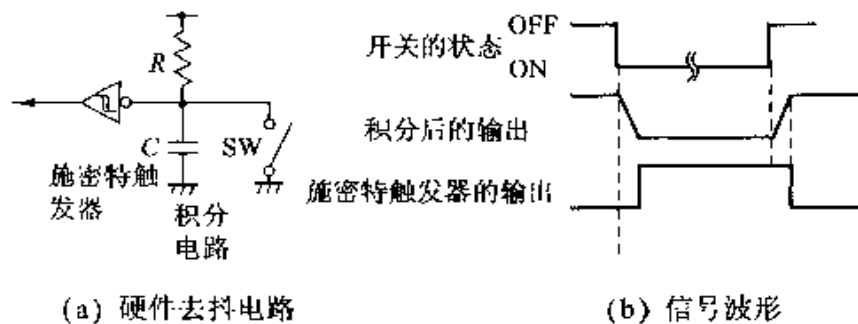 R
C
SW
施密特触
发器
积分
电路
(a) 硬件去抖电路
开关的状态
OFF
ON
积分后的输出
施密特触发器的输出
(b) 信号波形